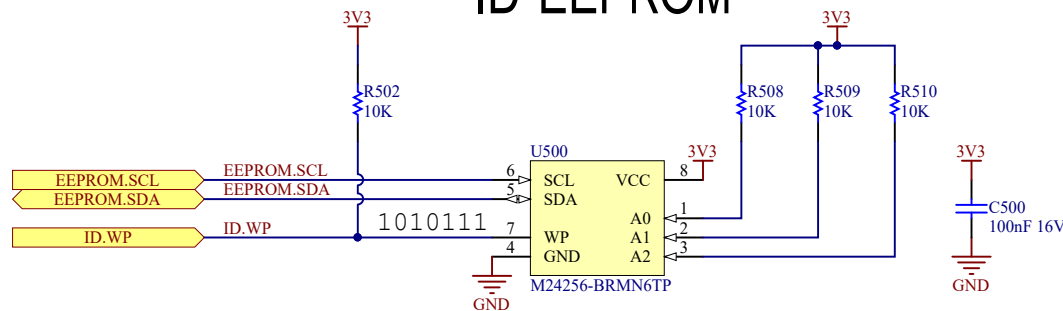 ID EEPROM
3V3
3V3
R502
10K
R508
10K
R509
10K
R510
10K
U500
3V3
3V3
EEPROM.SCL
EEPROM.SCL
6
SCL
VCC
8
EEPROM.SDA
EEPROM.SDA
5
SDA
A0
1
ID.WP
ID.WP
1010111
7
WP
A1
2
4
GND
A2
3
C500
100nF 16V
GND
M24256-BRMN6TP
GND